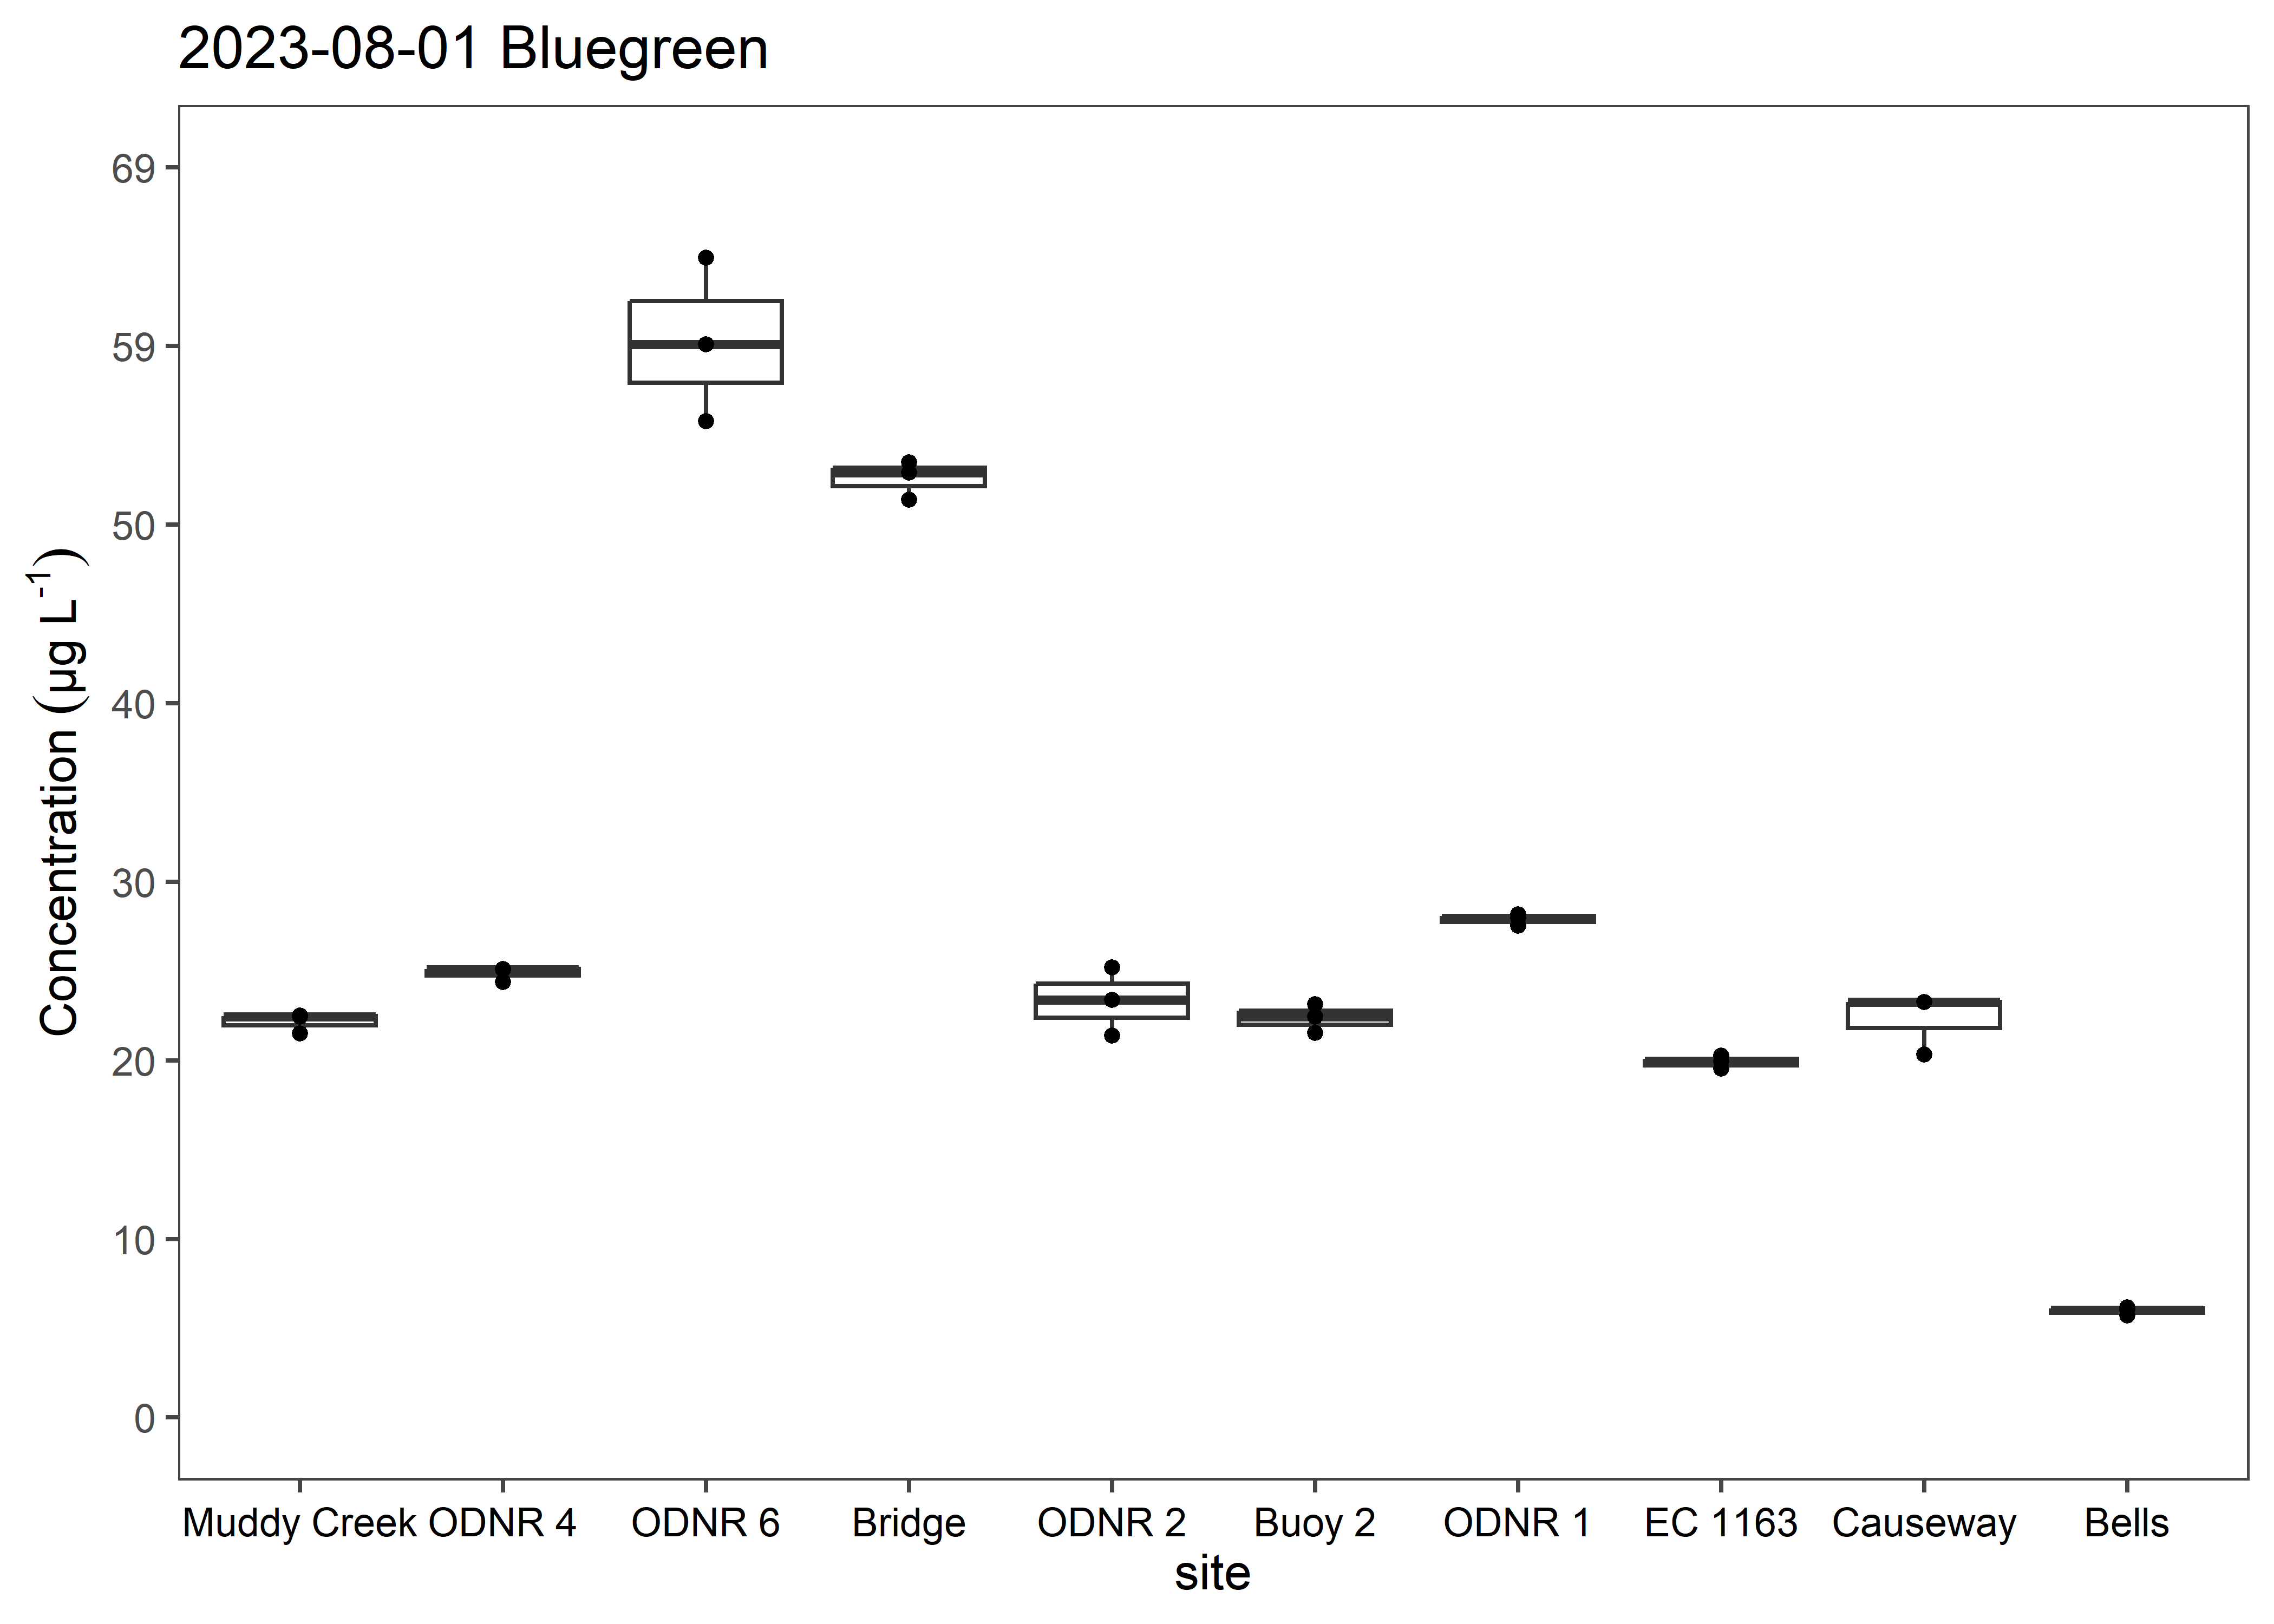 2023-08-01 Bluegreen
Concentration (µg L⁻¹)
69
59
50
40
30
20
10
0
Muddy Creek ODNR 4 ODNR 6 Bridge ODNR 2 Buoy 2 ODNR 1 EC 1163 Causeway Bells
site